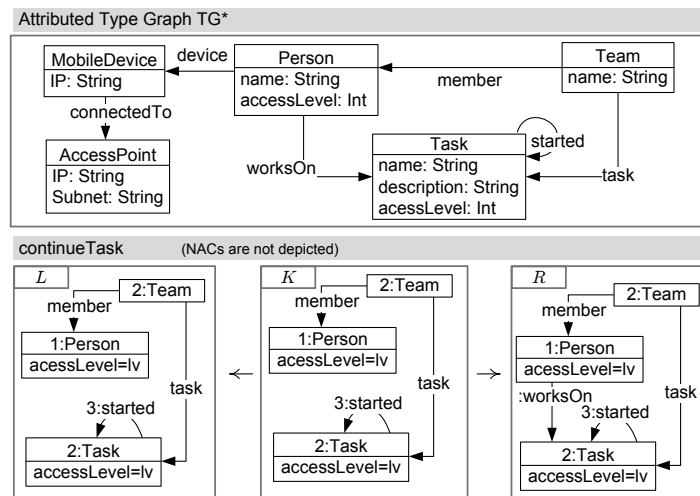 Attributed Type Graph TG*
MobileDevice
IP: String
device
Person
name: String
accessLevel: Int
member
Team
name: String
connectedTo
AccessPoint
IP: String
Subnet: String
worksOn
Task
name: String
description: String
acessLevel: Int
started
task
continueTask (NACs are not depicted)
L
2:Team
member
1:Person
acessLevel=lv
task
3:started
2:Task
accessLevel=lv
K
2:Team
member
1:Person
acessLevel=lv
task
3:started
2:Task
accessLevel=lv
R
2:Team
member
1:Person
acessLevel=lv
:worksOn
task
3:started
2:Task
accessLevel=lv